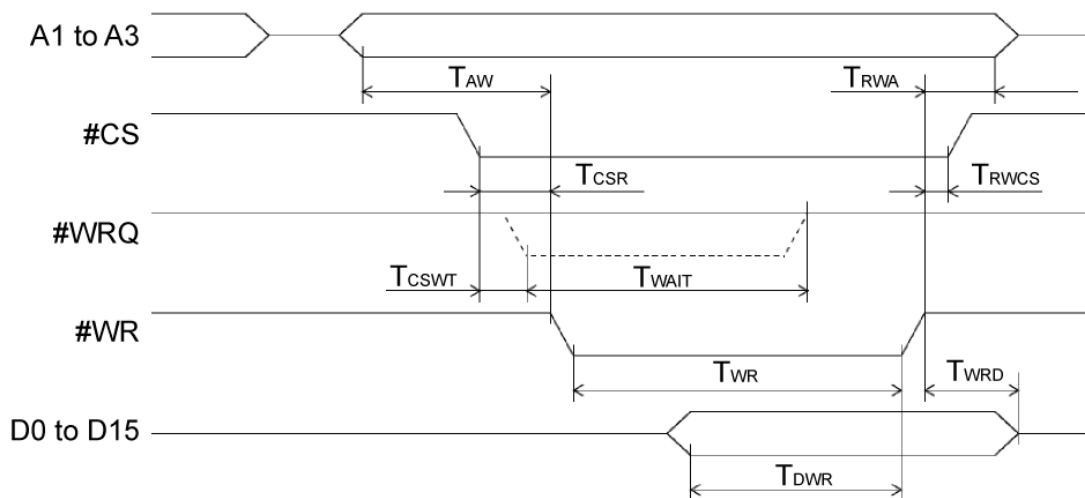 A1 to A3
TAW
TRWA
#CS
TCSR
TRWCS
#WRQ
TCSWT
TWAIT
#WR
TWR
TWRD
D0 to D15
TDWR